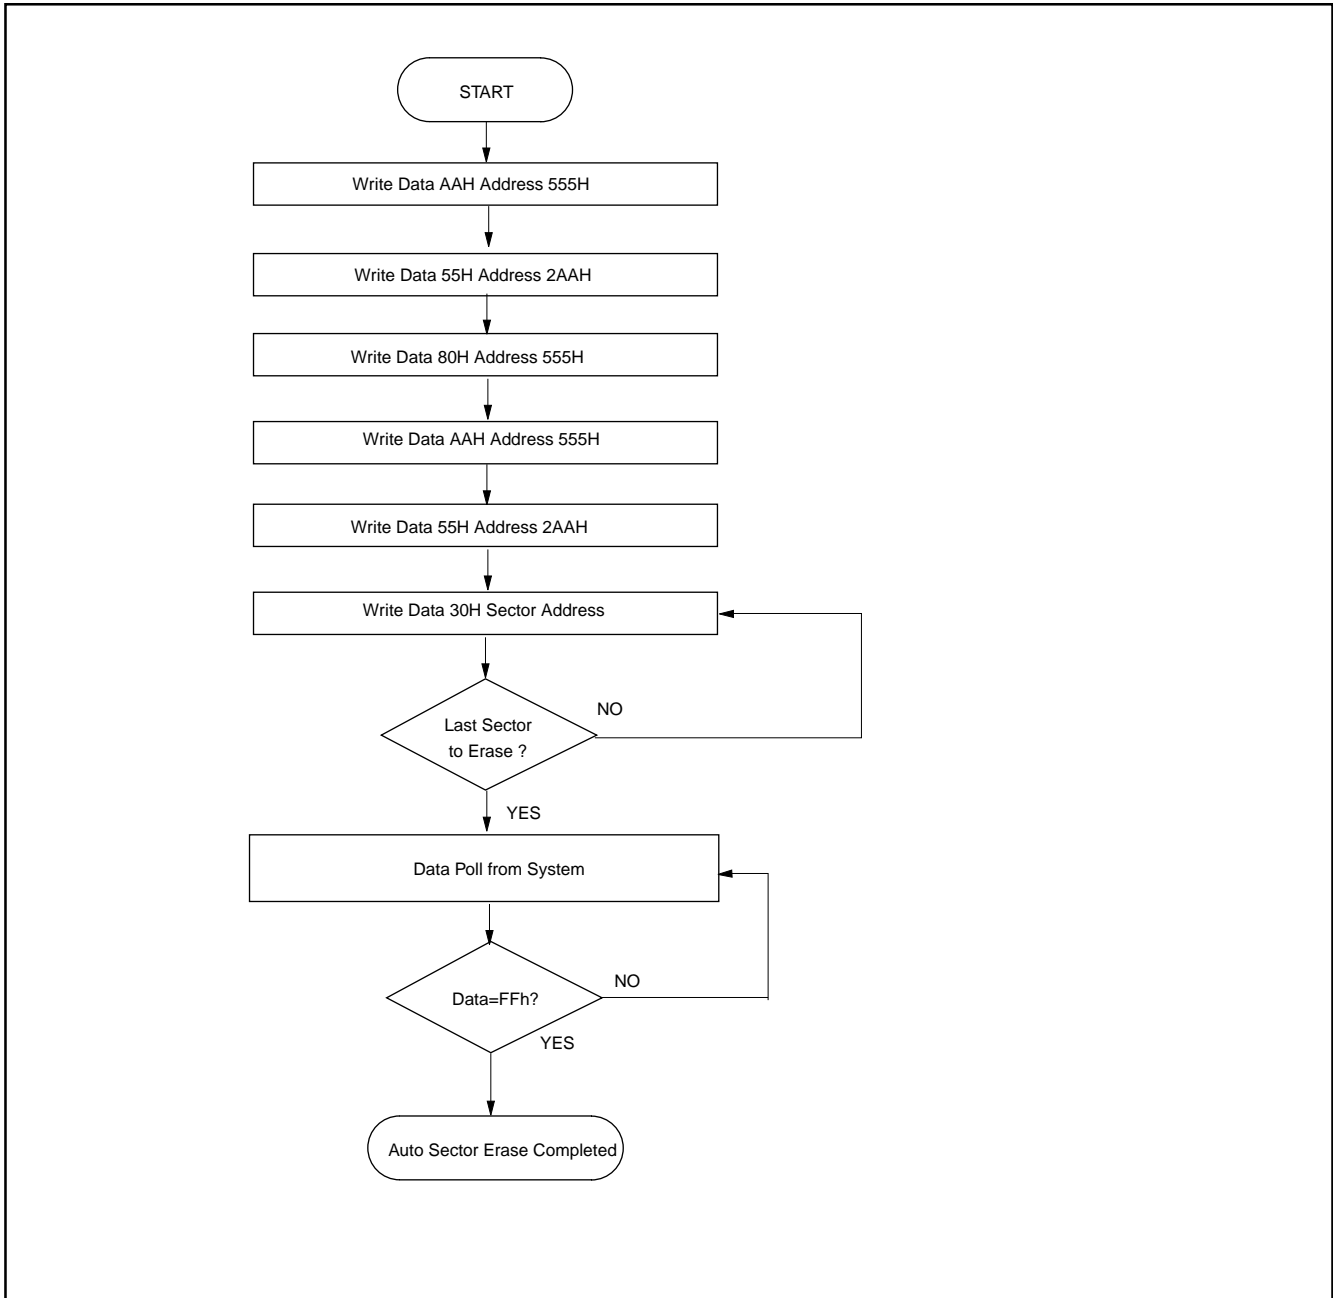 START
Write Data AAH Address 555H
Write Data 55H Address 2AAH
Write Data 80H Address 555H
Write Data AAH Address 555H
Write Data 55H Address 2AAH
Write Data 30H Sector Address
NO
Last Sector
to Erase ?
YES
Data Poll from System
NO
Data=FFh?
YES
Auto Sector Erase Completed